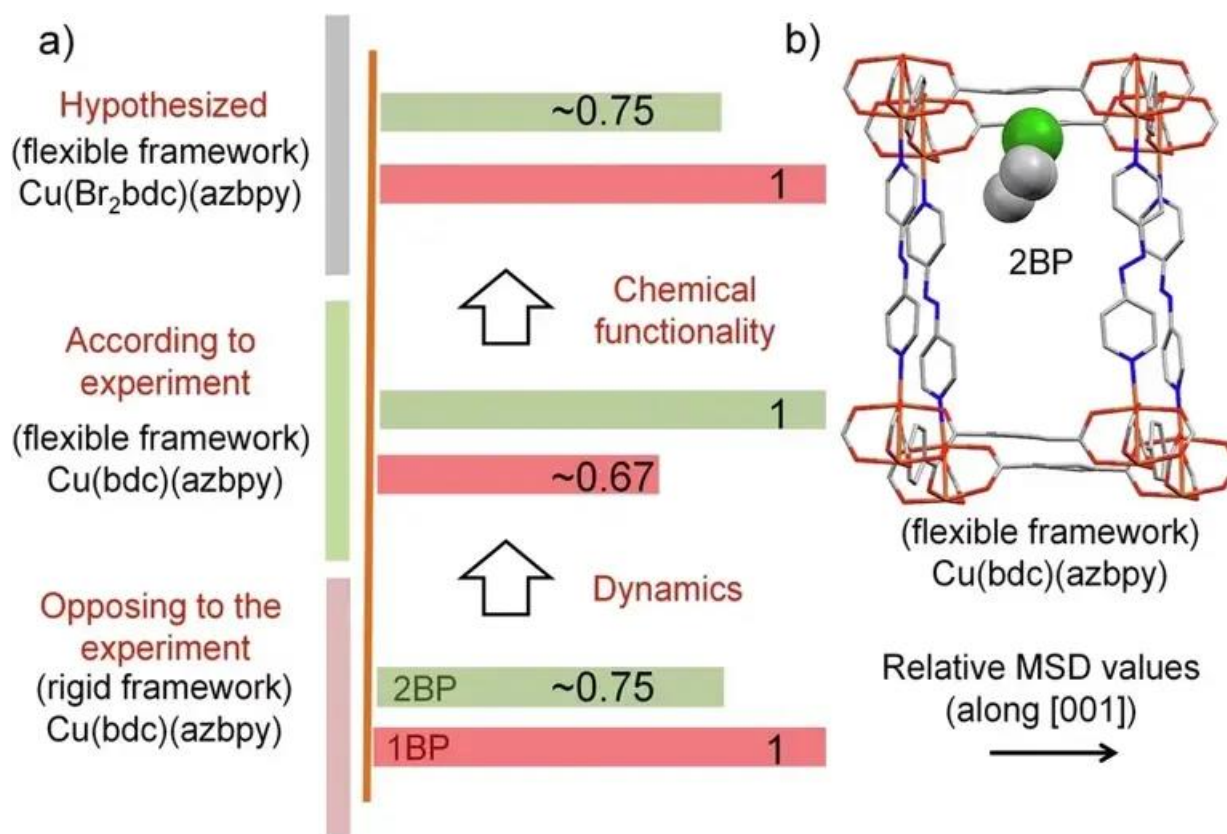 a)
Hypothesized
(flexible framework)
Cu(Br₂bdc)(azbpy)
~0.75
1
Chemical
functionality
According to
experiment
(flexible framework)
Cu(bdc)(azbpy)
1
~0.67
Dynamics
Opposing to the
experiment
(rigid framework)
Cu(bdc)(azbpy)
2BP ~0.75
1BP 1
b)
2BP
(flexible framework)
Cu(bdc)(azbpy)
Relative MSD values
(along [001])